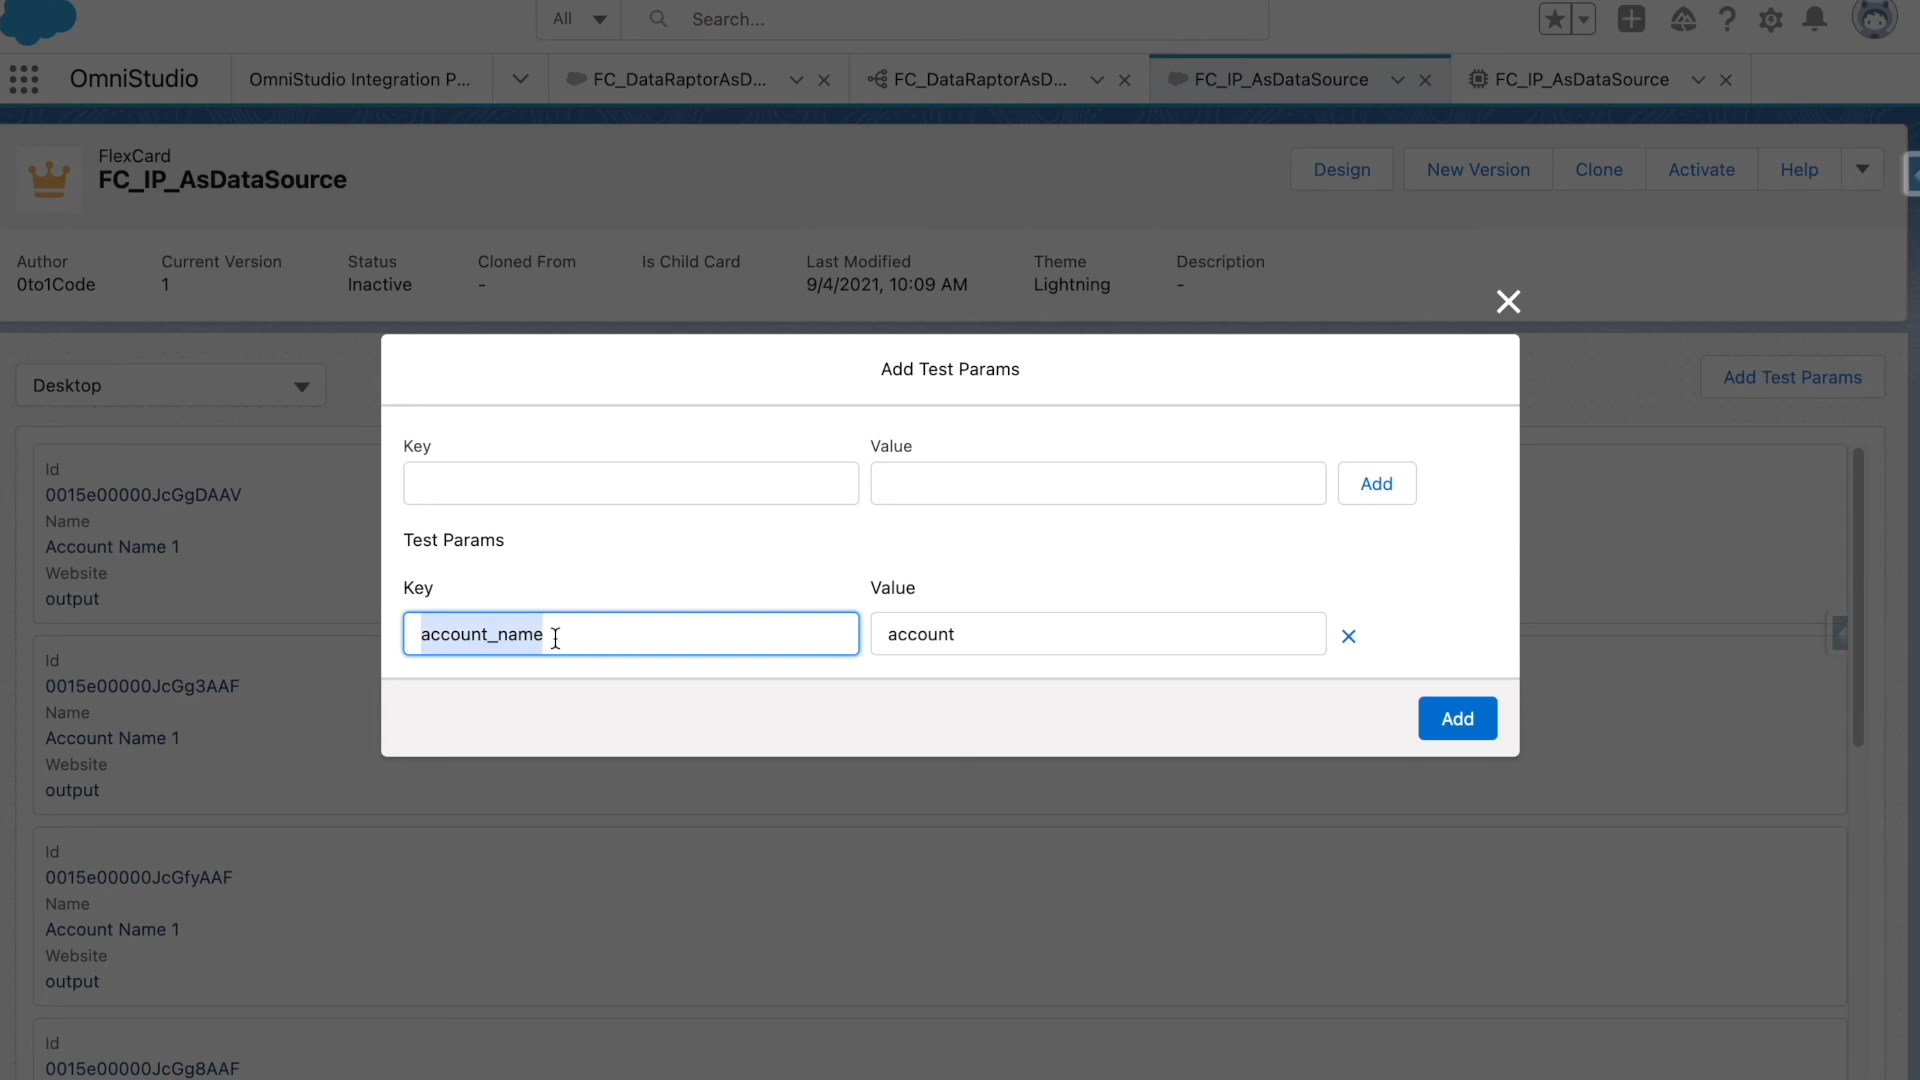 All
Search...
OmniStudio
OmniStudio Integration P...
FC_DataRaptorAsD...
FC_DataRaptorAsD...
FC_IP_AsDataSource
FC_IP_AsDataSource
FlexCard
FC_IP_AsDataSource
Design
New Version
Clone
Activate
Help
Author
0to1Code
Current Version
1
Status
Inactive
Cloned From
-
Is Child Card
Last Modified
9/4/2021, 10:09 AM
Theme
Lightning
Description
-
Desktop
Add Test Params
Add Test Params
Key
Value
Add
Test Params
Key
Value
account_name
account
Add
Id
0015e00000JcGgDAAV
Name
Account Name 1
Website
output
Id
0015e00000JcGg3AAF
Name
Account Name 1
Website
output
Id
0015e00000JcGfyAAF
Name
Account Name 1
Website
output
Id
0015e00000JcGg8AAF